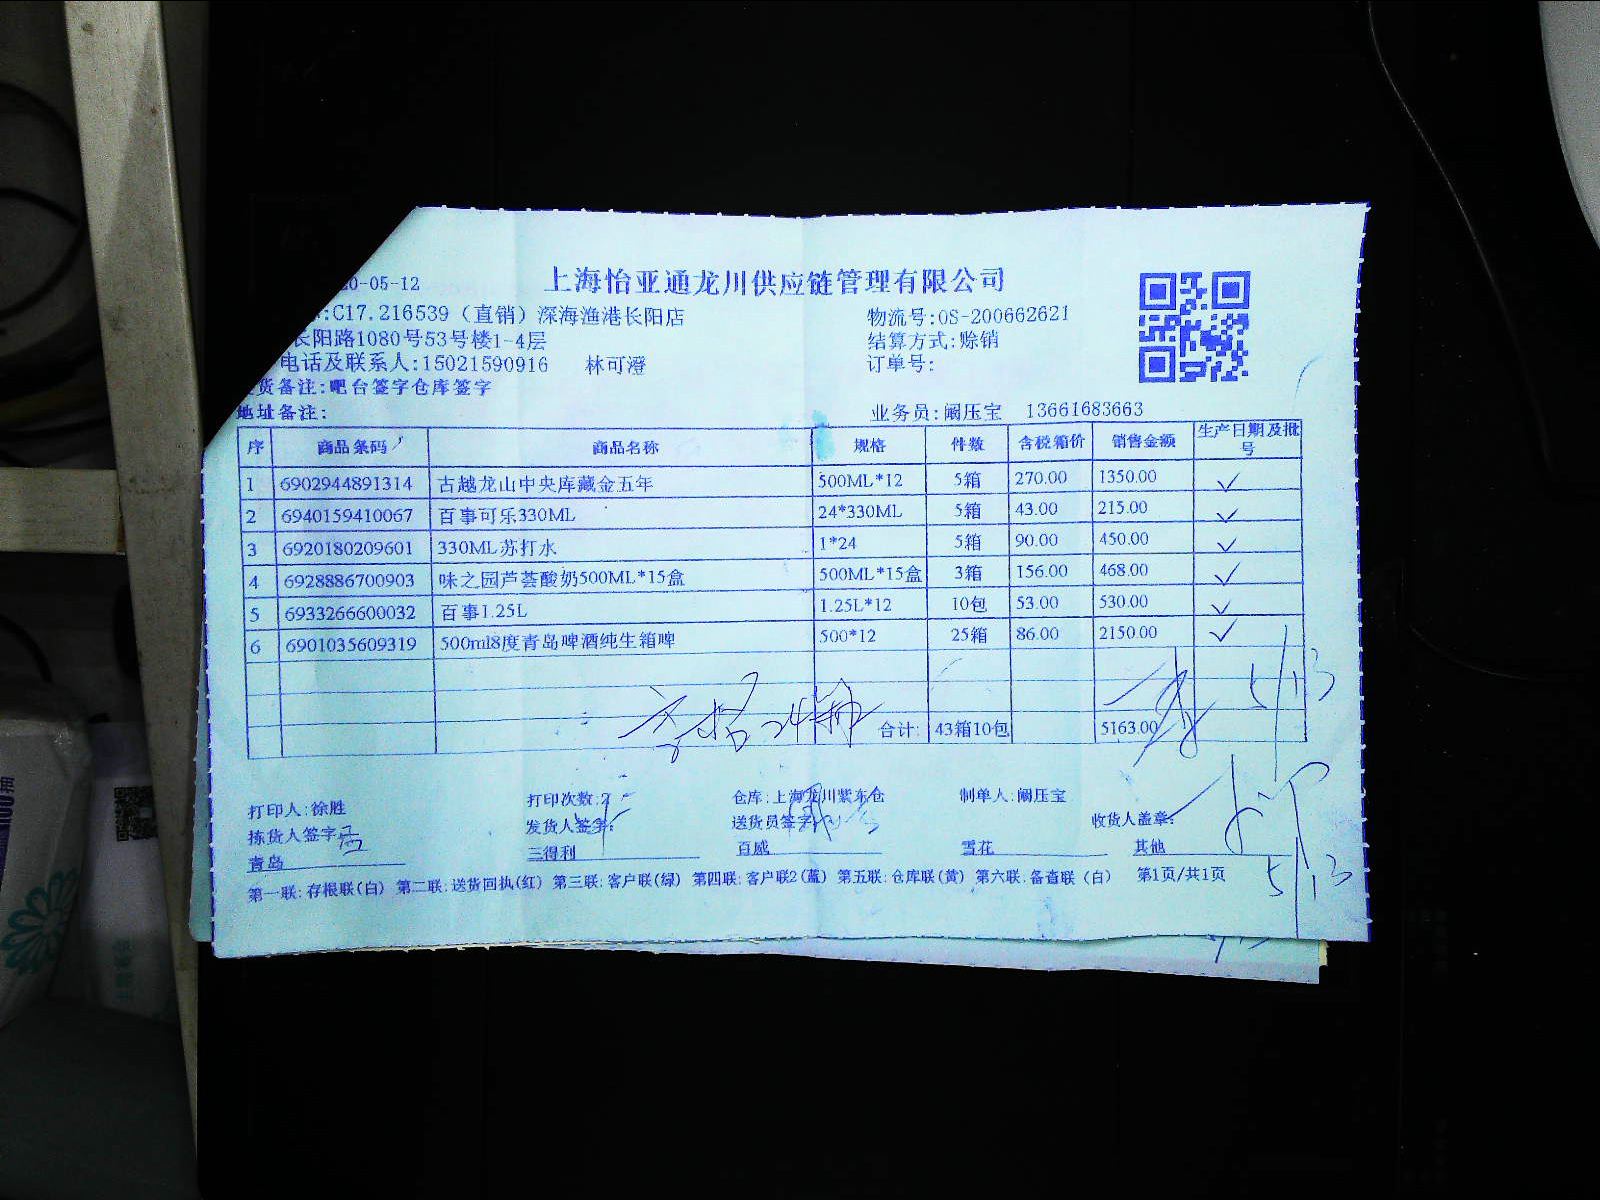 0-05-12 上海怡亚通龙川供应链管理有限公司
:C17.216539（直销）深海渔港长阳店 物流号:OS-200662621
长阳路1080号53号楼1-4层 结算方式:赊销
电话及联系人:15021590916 林可澄 订单号:
货备注:吧台签字仓库签字
地址备注: 业务员:阚压宝 13661683663
序 商品条码 商品名称 规格 件数 含税箱价 销售金额 生产日期及批号
1 6902944891314 古越龙山中央库藏金五年 500ML*12 5箱 270.00 1350.00 ✓
2 6940159410067 百事可乐330ML 24*330ML 5箱 43.00 215.00 ✓
3 6920180209601 330ML苏打水 1*24 5箱 90.00 450.00 ✓
4 6928886700903 味之园芦荟酸奶500ML*15盒 500ML*15盒 3箱 156.00 468.00 ✓
5 6933266600032 百事1.25L 1.25L*12 10包 53.00 530.00 ✓
6 6901035609319 500ml8度青岛啤酒纯生箱啤 500*12 25箱 86.00 2150.00 ✓
5/13
合计: 43箱10包 5163.00
打印人:徐胜 打印次数:2 仓库:上海龙川紫东仓 制单人:阚压宝
拣货人签字 发货人签字: 送货员签字: 收货人盖章:
青岛 三得利 百威 雪花 其他
5/13
第一联:存根联(白) 第二联:送货回执(红) 第三联:客户联(绿) 第四联:客户联2(蓝) 第五联:仓库联(黄) 第六联:备查联（白） 第1页/共1页